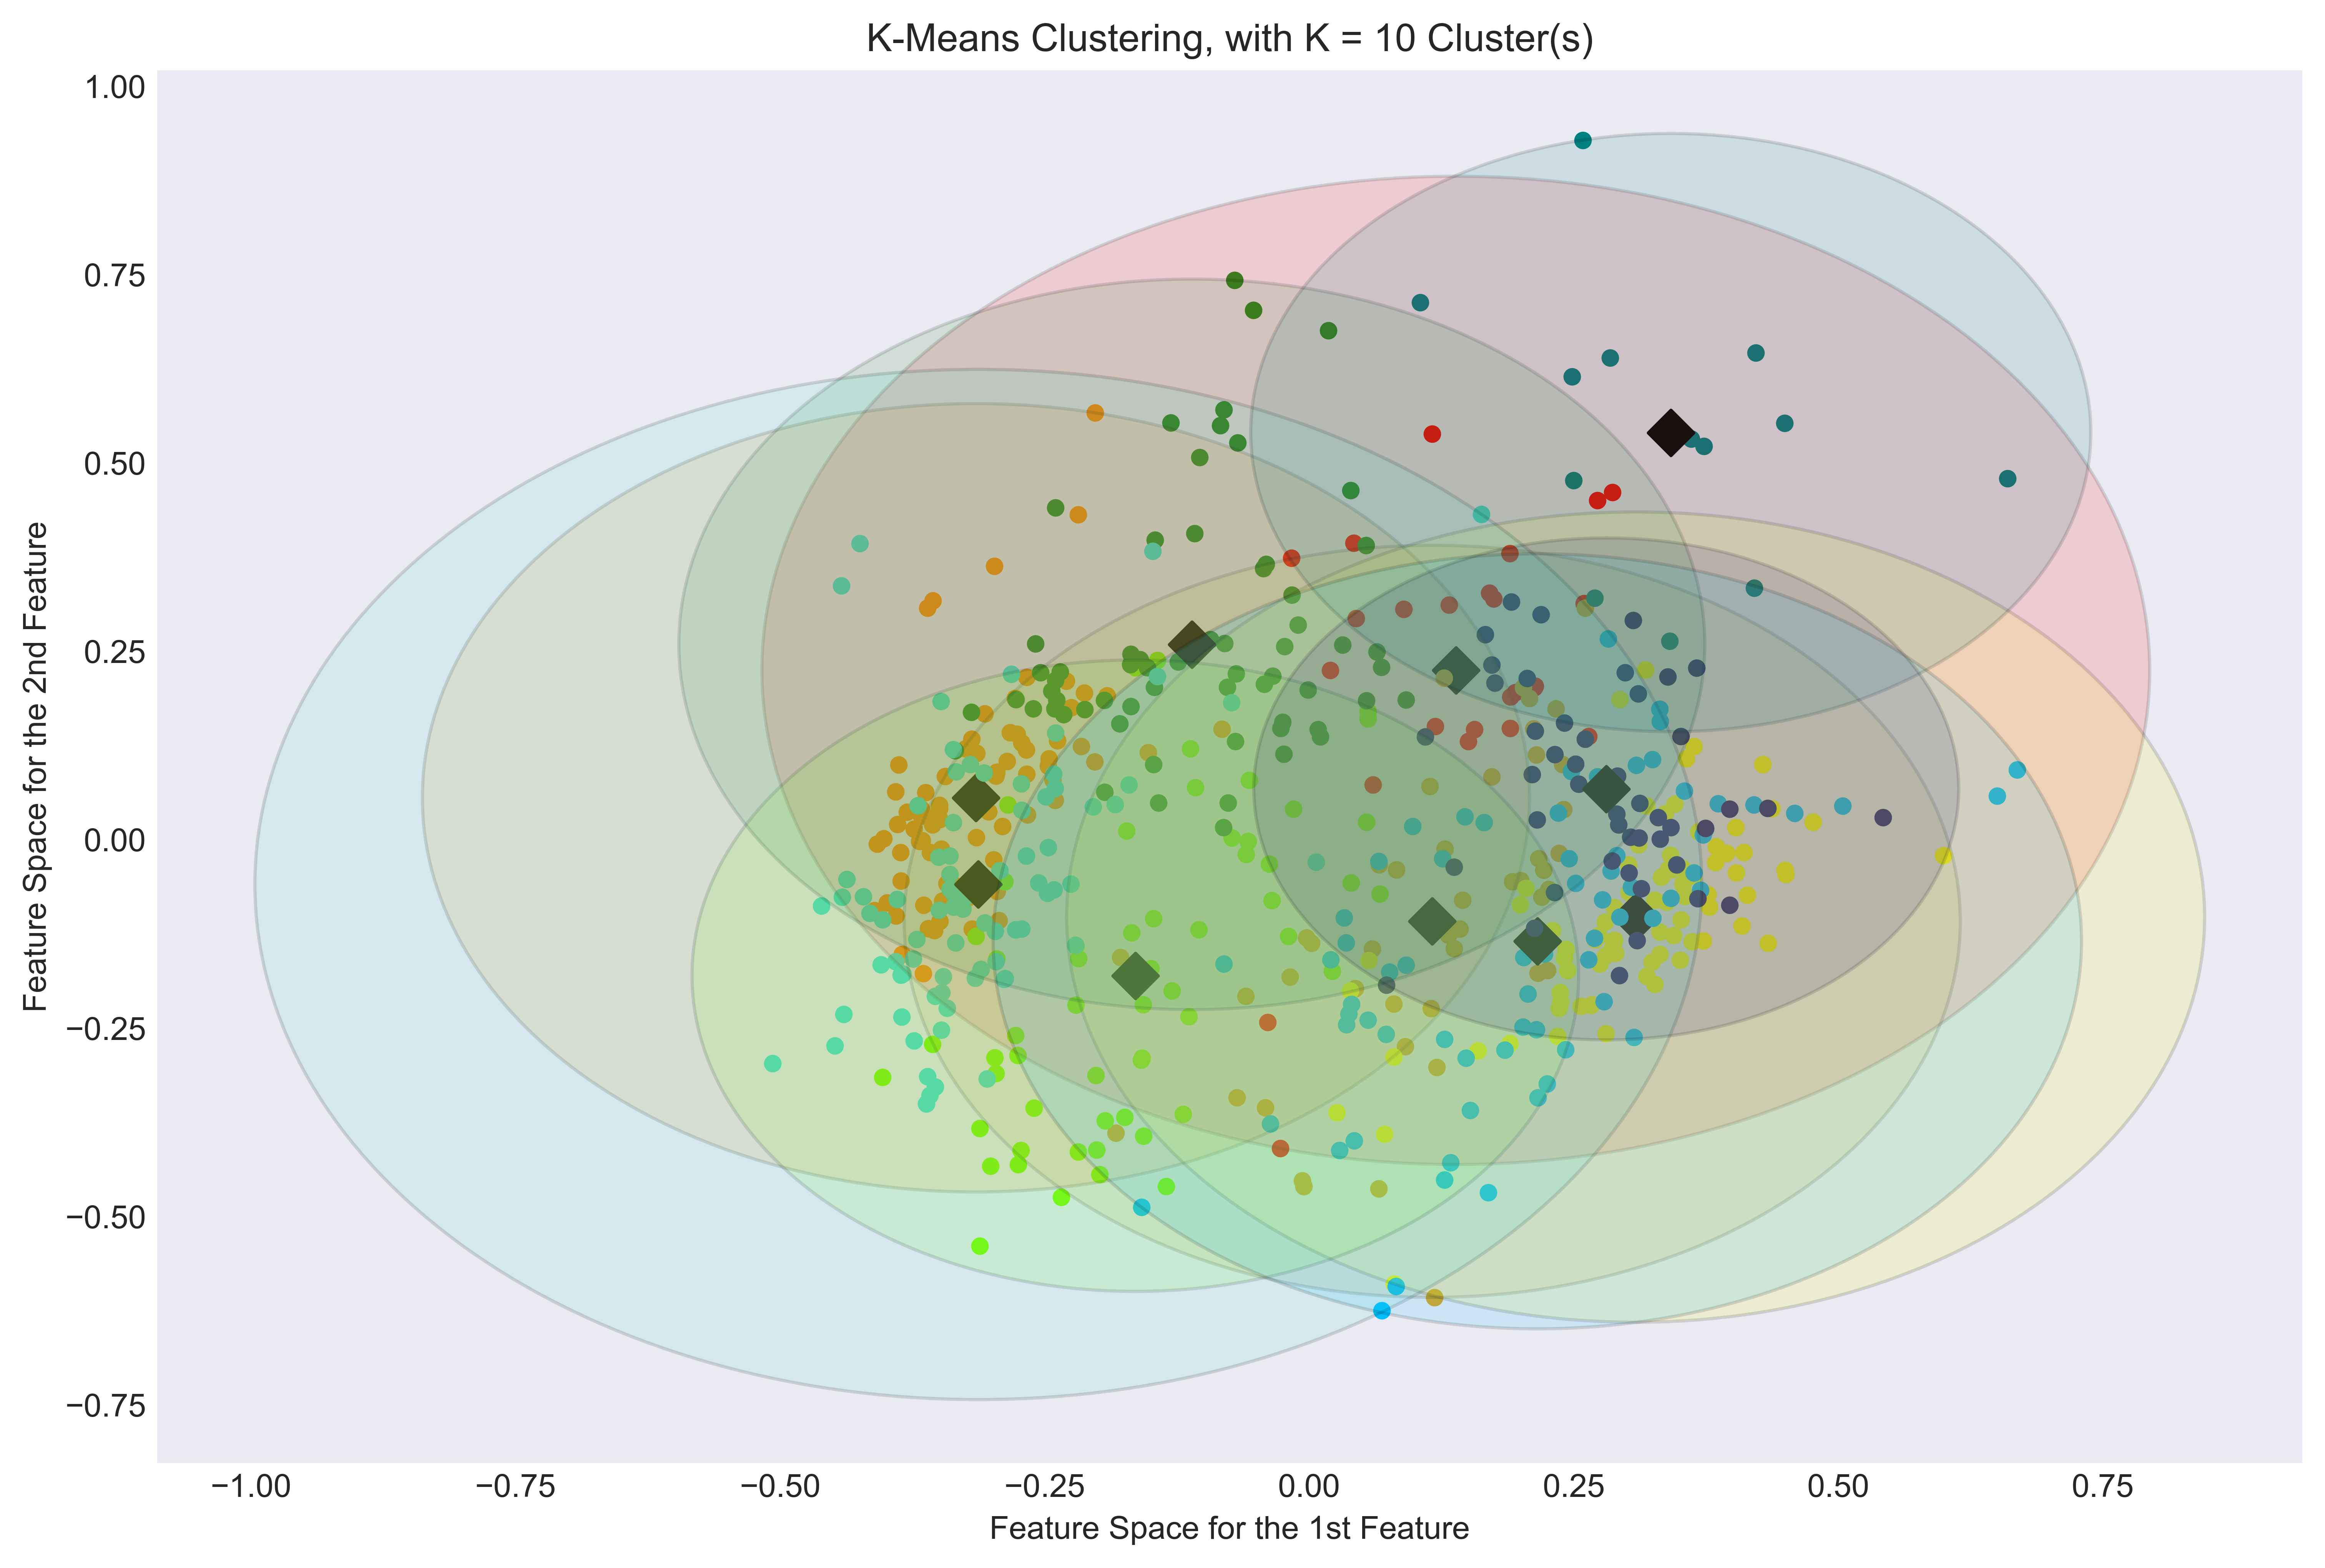 K-Means Clustering, with K = 10 Cluster(s)
1.00
0.75
0.50
0.25
0.00
−0.25
−0.50
−0.75
Feature Space for the 2nd Feature
−1.00 −0.75 −0.50 −0.25 0.00 0.25 0.50 0.75
Feature Space for the 1st Feature